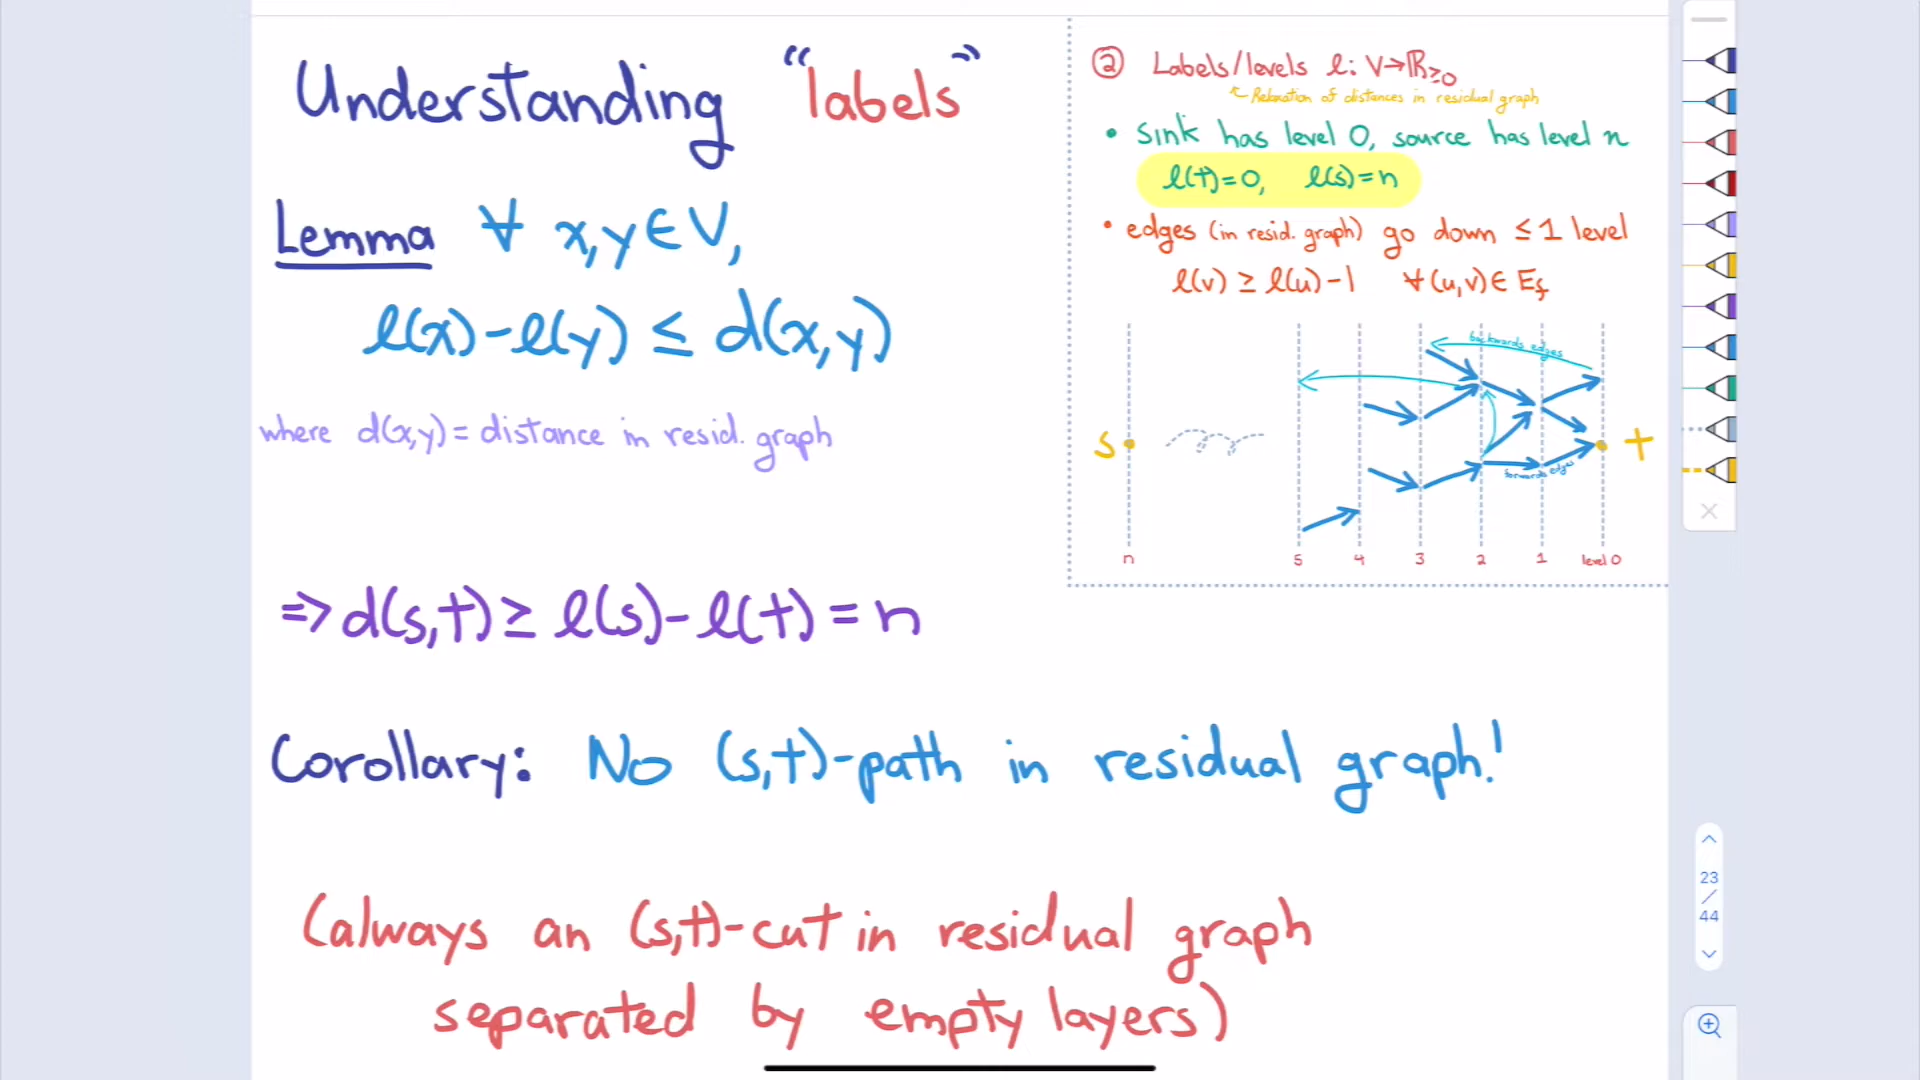 Understanding "labels"
Lemma ∀ x,y∈V,
l(x)-l(y) ≤ d(x,y)
where d(x,y) = distance in resid. graph
⇒ d(s,t) ≥ l(s)-l(t) = n
Corollary: No (s,t)-path in residual graph!
(always an (s,t)-cut in residual graph
separated by empty layers)
② Labels/levels l: V→ℝ≥0
Relaxation of distances in residual graph
• sink has level 0, source has level n
l(t)=0, l(s)=n
• edges (in resid. graph) go down ≤1 level
l(v) ≥ l(u)-1 ∀(u,v)∈ E_f
backwards edges
s t
forwards edges
n 5 4 3 2 1 level 0
23
/
44